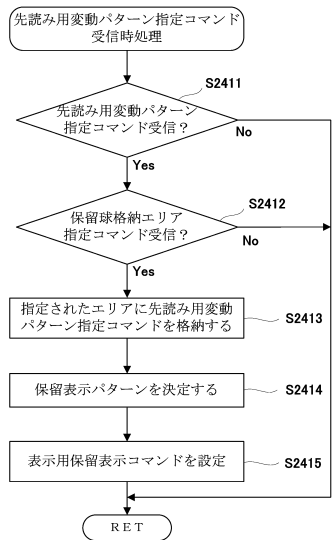 先読み用変動パターン指定コマンド
受信時処理
S2411
先読み用変動パターン
指定コマンド受信？
No
Yes
S2412
保留球格納エリア
指定コマンド受信？
No
Yes
指定されたエリアに先読み用変動
パターン指定コマンドを格納する
S2413
保留表示パターンを決定する
S2414
表示用保留表示コマンドを設定
S2415
RET